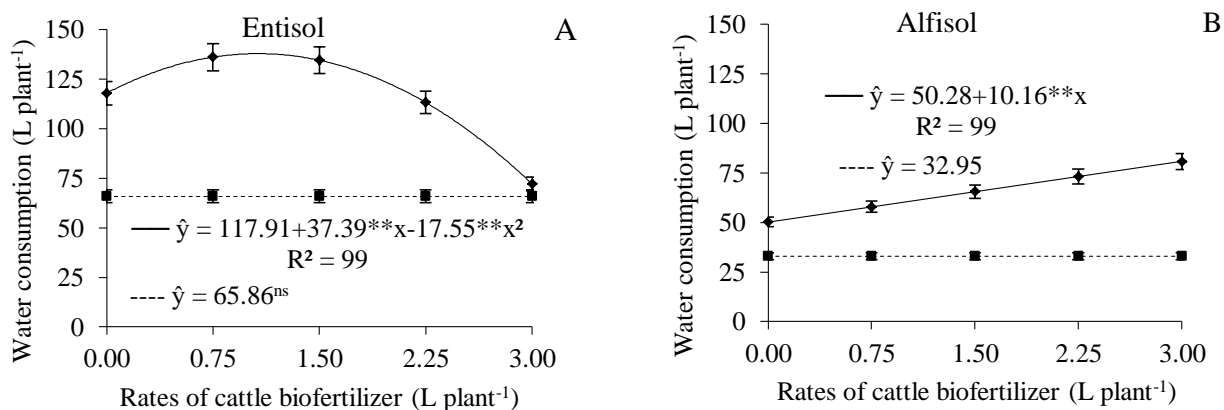 Entisol
A
Water consumption (L plant⁻¹)
150
125
100
75
50
25
0
ŷ = 117.91+37.39**x-17.55**x²
R² = 99
ŷ = 65.86ⁿˢ
0.00 0.75 1.50 2.25 3.00
Rates of cattle biofertilizer (L plant⁻¹)
Alfisol
B
Water consumption (L plant⁻¹)
150
125
100
75
50
25
0
ŷ = 50.28+10.16**x
R² = 99
ŷ = 32.95
0.00 0.75 1.50 2.25 3.00
Rates of cattle biofertilizer (L plant⁻¹)